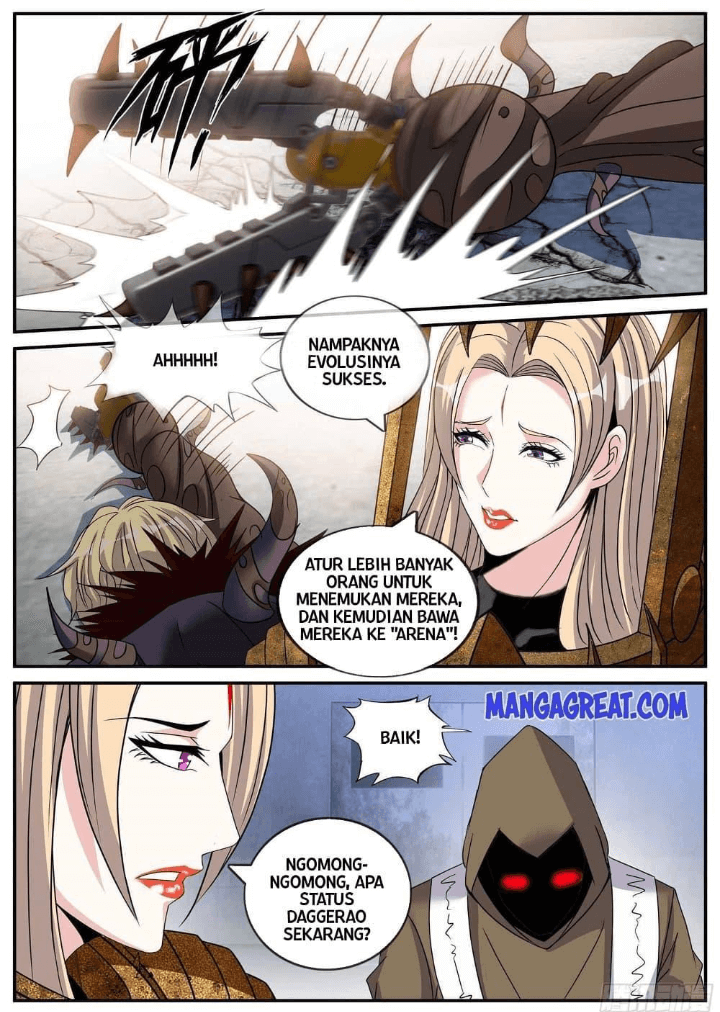 砰!
AHHHHH!
NAMPAKNYA
EVOLUSINYA
SUKSES.
ATUR LEBIH BANYAK
ORANG UNTUK
MENEMUKAN MEREKA,
DAN KEMUDIAN BAWA
MEREKA KE "ARENA"!
MANGAGREAT.COM
BAIK!
NGOMONG-
NGOMONG, APA
STATUS
DAGGERAO
SEKARANG?